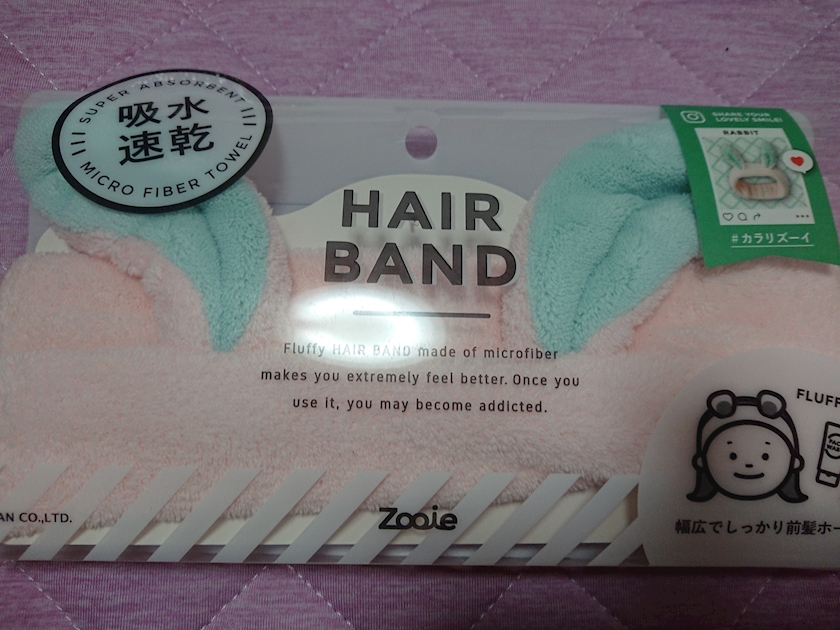 SUPER ABSORBENT
吸水
速乾
MICRO FIBER TOWEL
SHARE YOUR
LOVELY SMILE!
RABBIT
#カラリズーイ
HAIR
BAND
Fluffy HAIR BAND made of microfiber
makes you extremely feel better. Once you
use it, you may become addicted.
FLUFF
AN CO.,LTD.
Zooie
幅広でしっかり前髪ホー